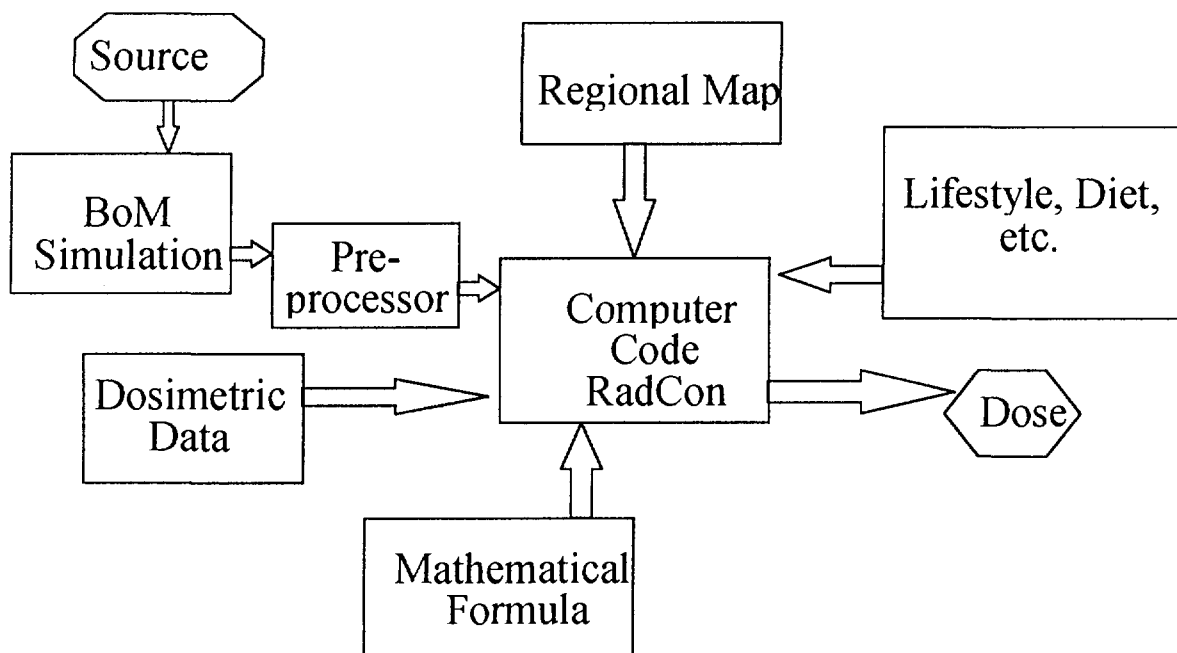 Source
Regional Map
BoM
Simulation
Pre-
processor
Lifestyle, Diet,
etc.
Computer
Code
RadCon
Dosimetric
Data
Dose
Mathematical
Formula